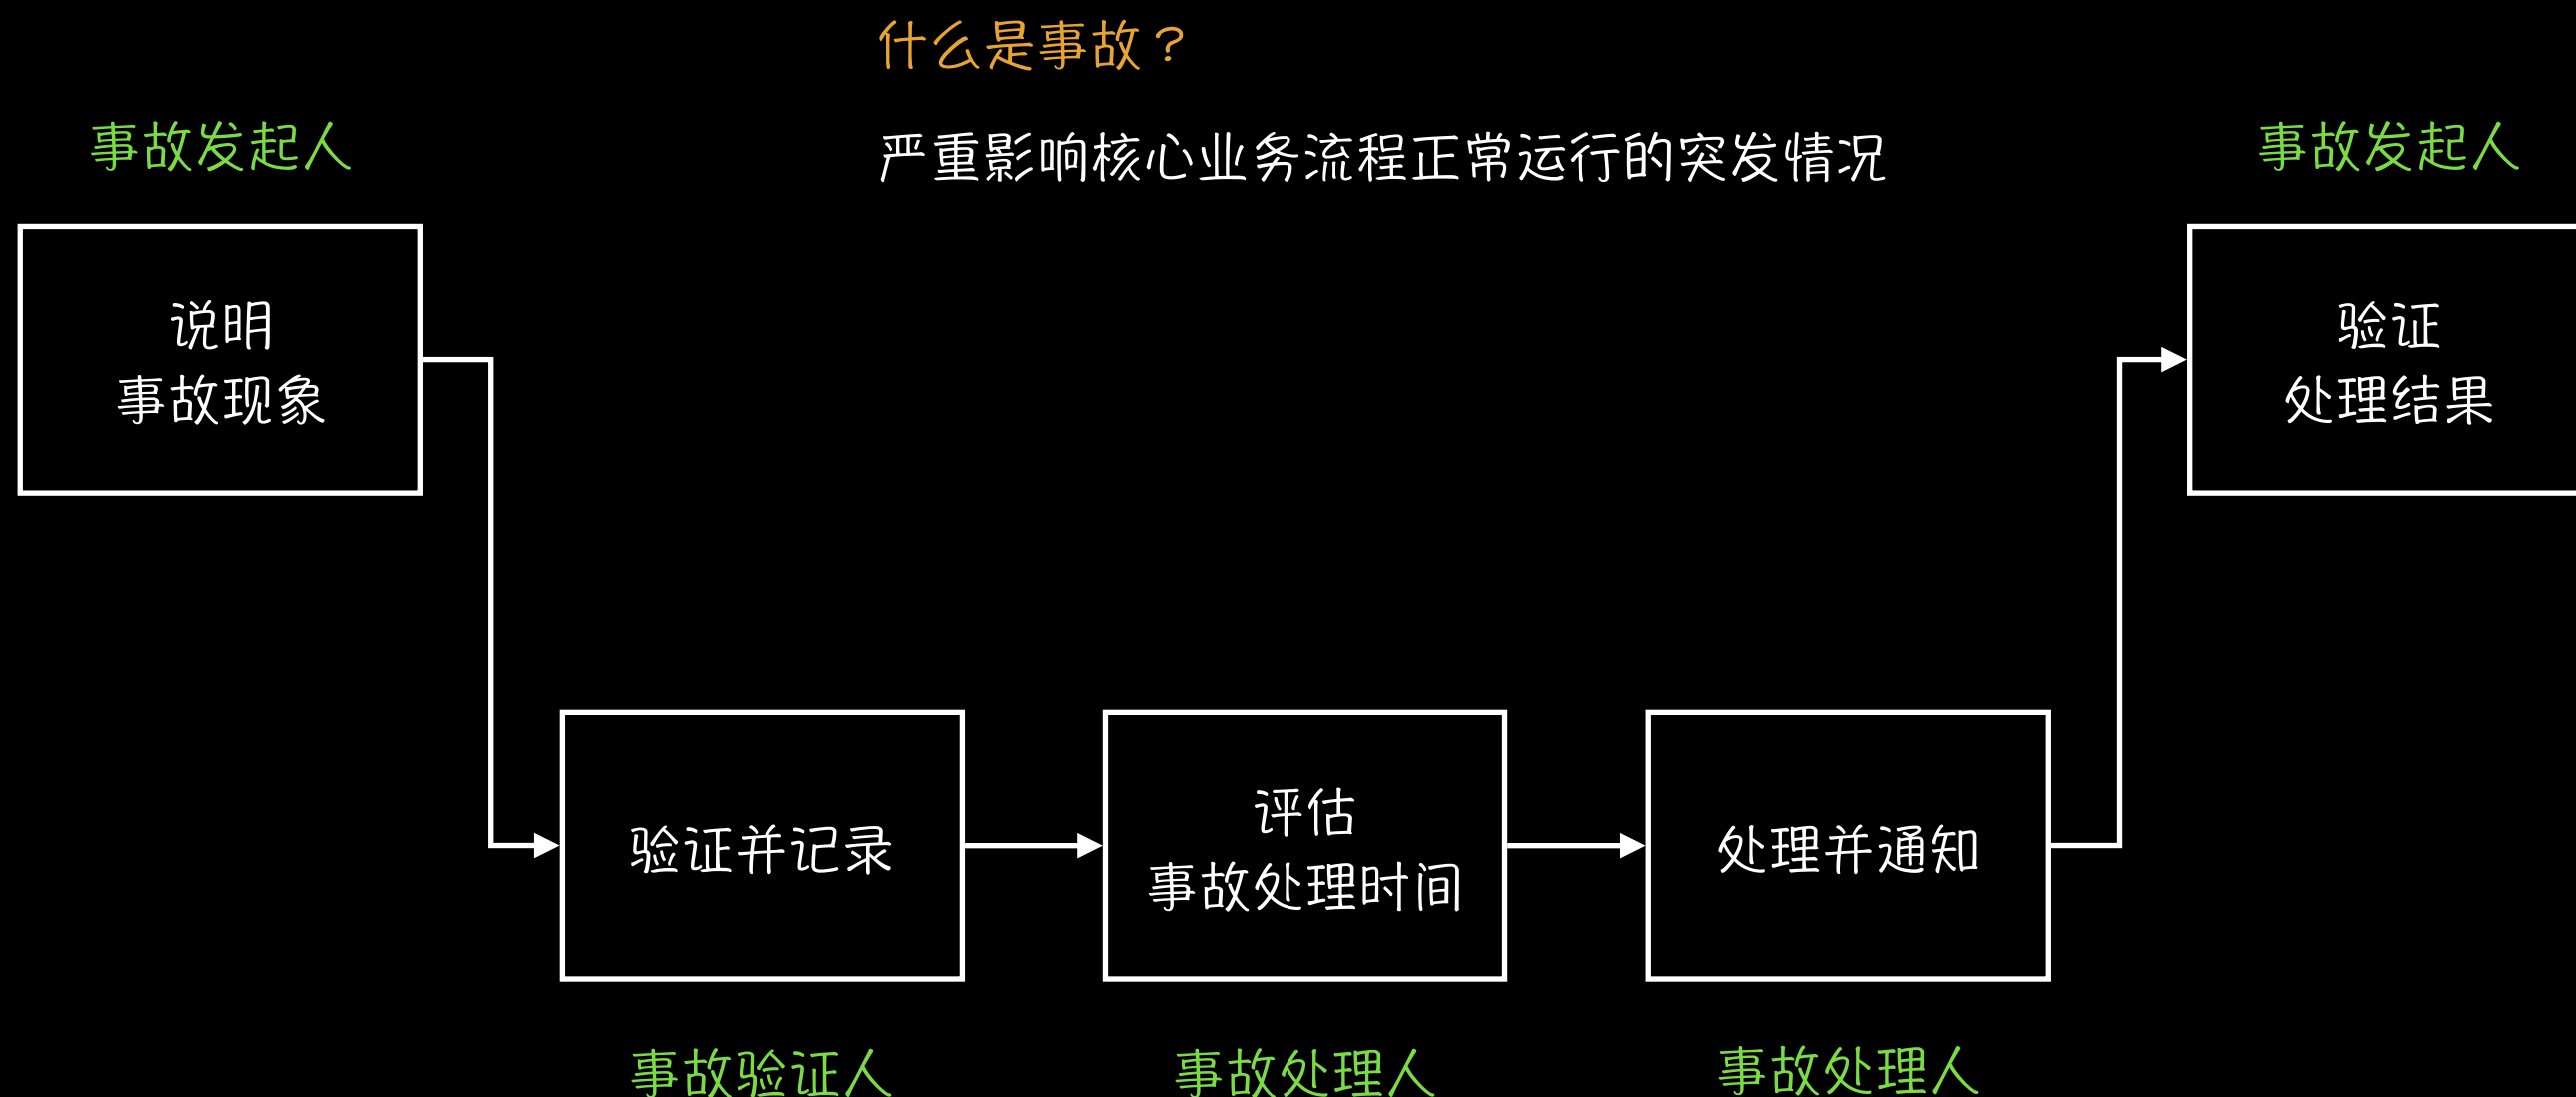 什么是事故？
严重影响核心业务流程正常运行的突发情况
事故发起人
说明
事故现象
验证并记录
事故验证人
评估
事故处理时间
事故处理人
处理并通知
事故处理人
事故发起人
验证
处理结果